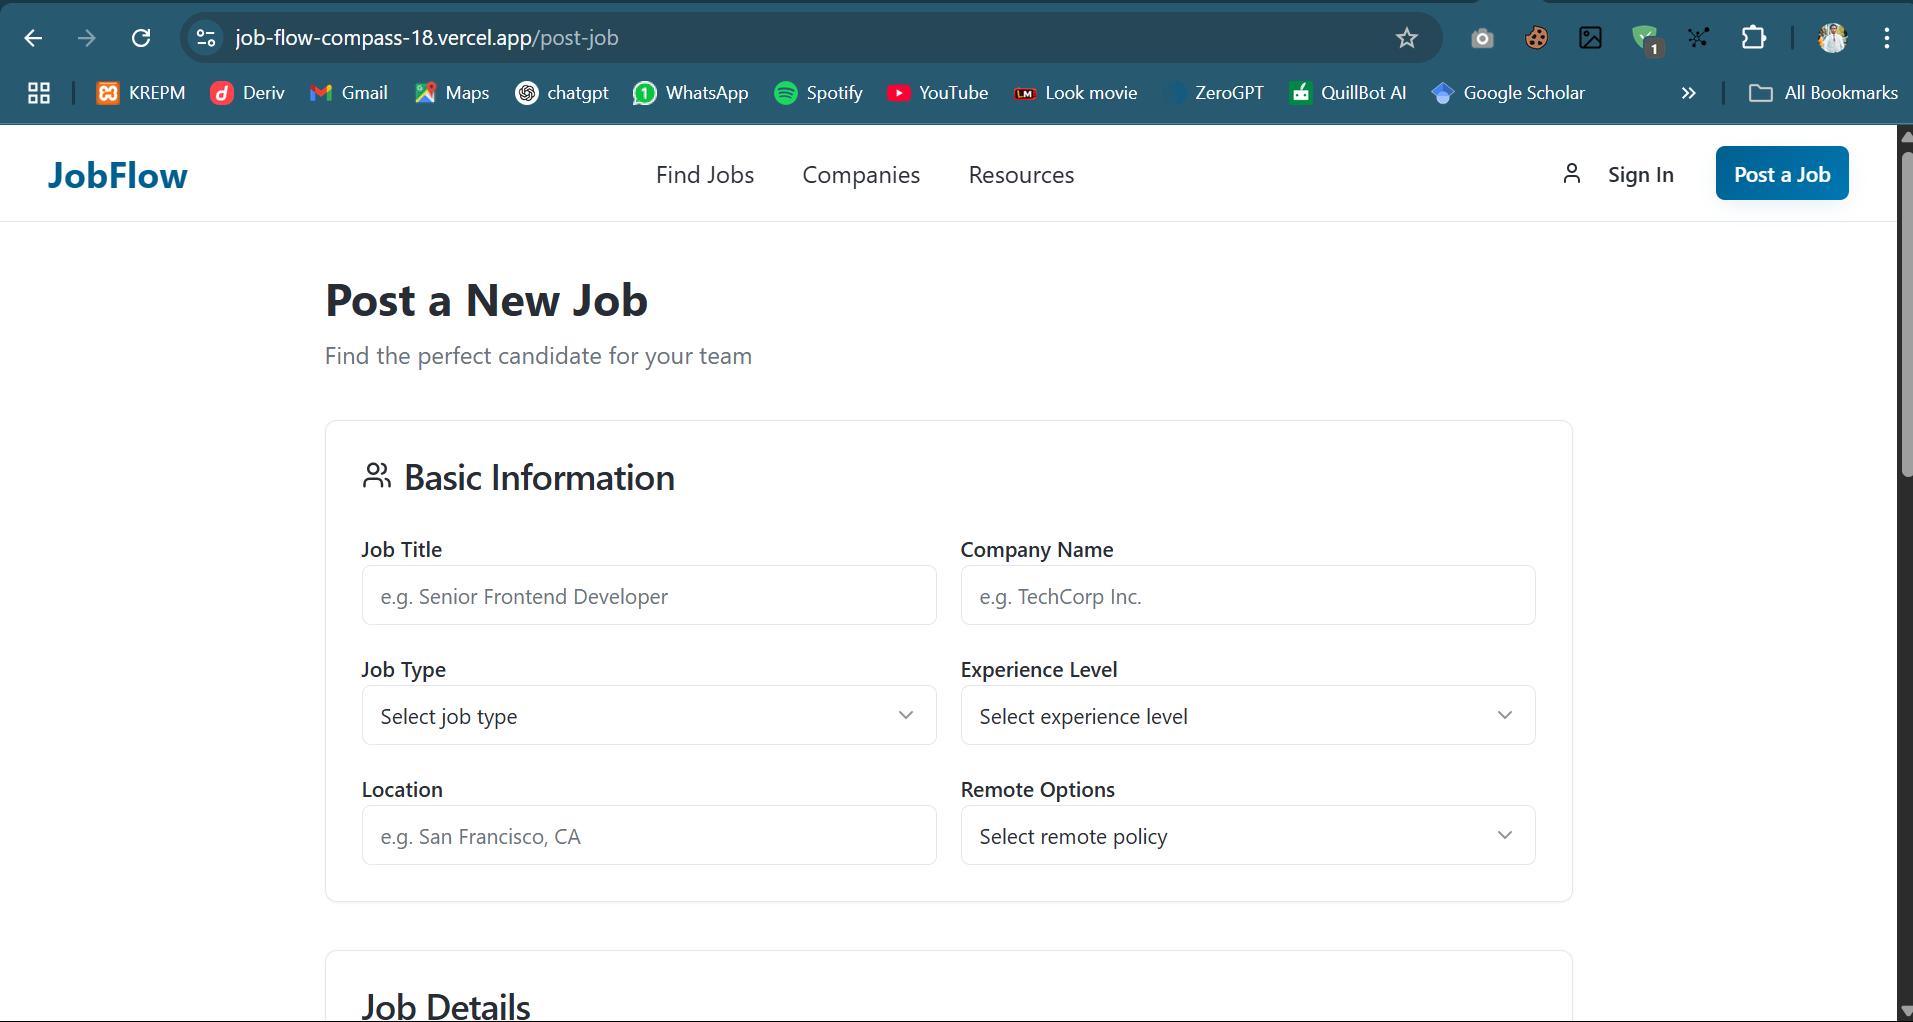 job-flow-compass-18.vercel.app/post-job
1
KREPM Deriv Gmail Maps chatgpt 1 WhatsApp Spotify YouTube LM Look movie ZeroGPT QuillBot AI Google Scholar » All Bookmarks
JobFlow Find Jobs Companies Resources Sign In Post a Job
Post a New Job
Find the perfect candidate for your team
Basic Information
Job Title Company Name
e.g. Senior Frontend Developer e.g. TechCorp Inc.
Job Type Experience Level
Select job type Select experience level
Location Remote Options
e.g. San Francisco, CA Select remote policy
Job Details